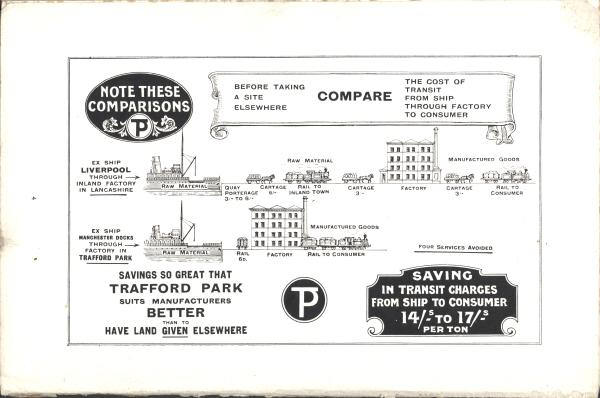 NOTE THESE
COMPARISONS
TP
BEFORE TAKING
A SITE
ELSEWHERE
COMPARE
THE COST OF
TRANSIT
FROM SHIP
THROUGH FACTORY
TO CONSUMER
EX SHIP
LIVERPOOL
THROUGH
INLAND FACTORY
IN LANCASHIRE
RAW MATERIAL
QUAY
PORTERAGE
3/- TO 6/-
CARTAGE
6/-
RAW MATERIAL
RAIL TO
INLAND TOWN
CARTAGE
3/-
FACTORY
MANUFACTURED GOODS
CARTAGE
3/-
RAIL TO
CONSUMER
EX SHIP
MANCHESTER DOCKS
THROUGH
FACTORY IN
TRAFFORD PARK
RAW MATERIAL
RAIL
6D.
FACTORY
MANUFACTURED GOODS
RAIL TO CONSUMER
FOUR SERVICES AVOIDED
SAVINGS SO GREAT THAT
TRAFFORD PARK
SUITS MANUFACTURERS
BETTER
THAN TO
HAVE LAND GIVEN ELSEWHERE
TP
SAVING
IN TRANSIT CHARGES
FROM SHIP TO CONSUMER
14/-S TO 17/-S
PER TON